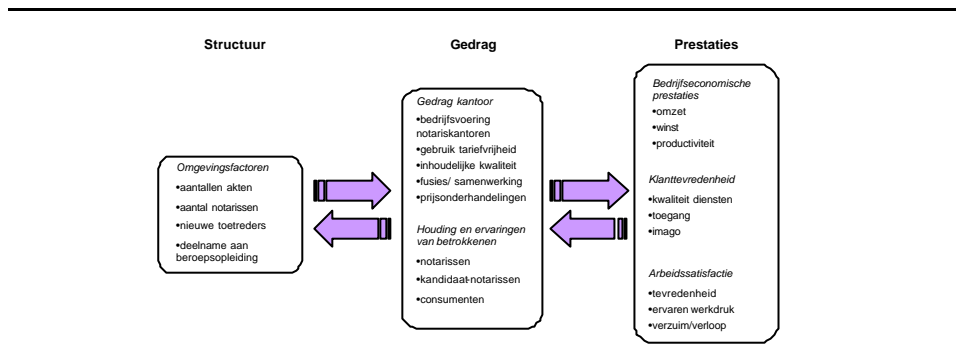 Structuur
Gedrag
Prestaties
Omgevingsfactoren
•aantallen akten
•aantal notarissen
•nieuwe toetreders
•deelname aan
beroepsopleiding
Gedrag kantoor
•bedrijfsvoering
notariskantoren
•gebruik tariefvrijheid
•inhoudelijke kwaliteit
•fusies/ samenwerking
•prijsonderhandelingen
Houding en ervaringen
van betrokkenen
•notarissen
•kandidaat-notarissen
•consumenten
Bedrijfseconomische
prestaties
•omzet
•winst
•productiviteit
Klanttevredenheid
•kwaliteit diensten
•toegang
•imago
Arbeidssatisfactie
•tevredenheid
•ervaren werkdruk
•verzuim/verloop